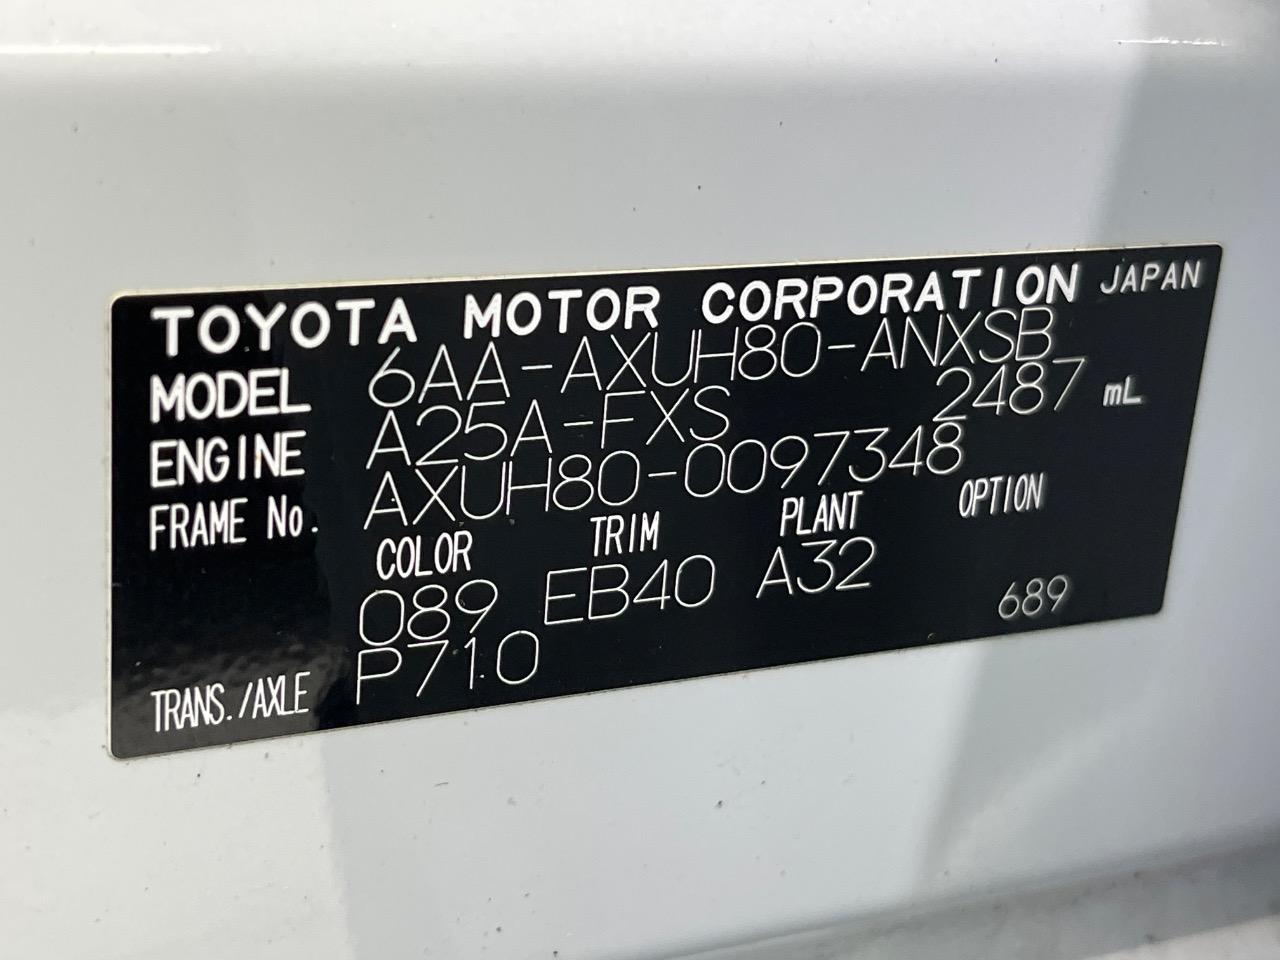 TOYOTA MOTOR CORPORATION JAPAN
MODEL 6AA-AXUH80-ANXSB
ENGINE A25A-FXS 2487 mL
FRAME No. AXUH80-0097348
COLOR TRIM PLANT OPTION
089 EB40 A32
TRANS./AXLE P710 689